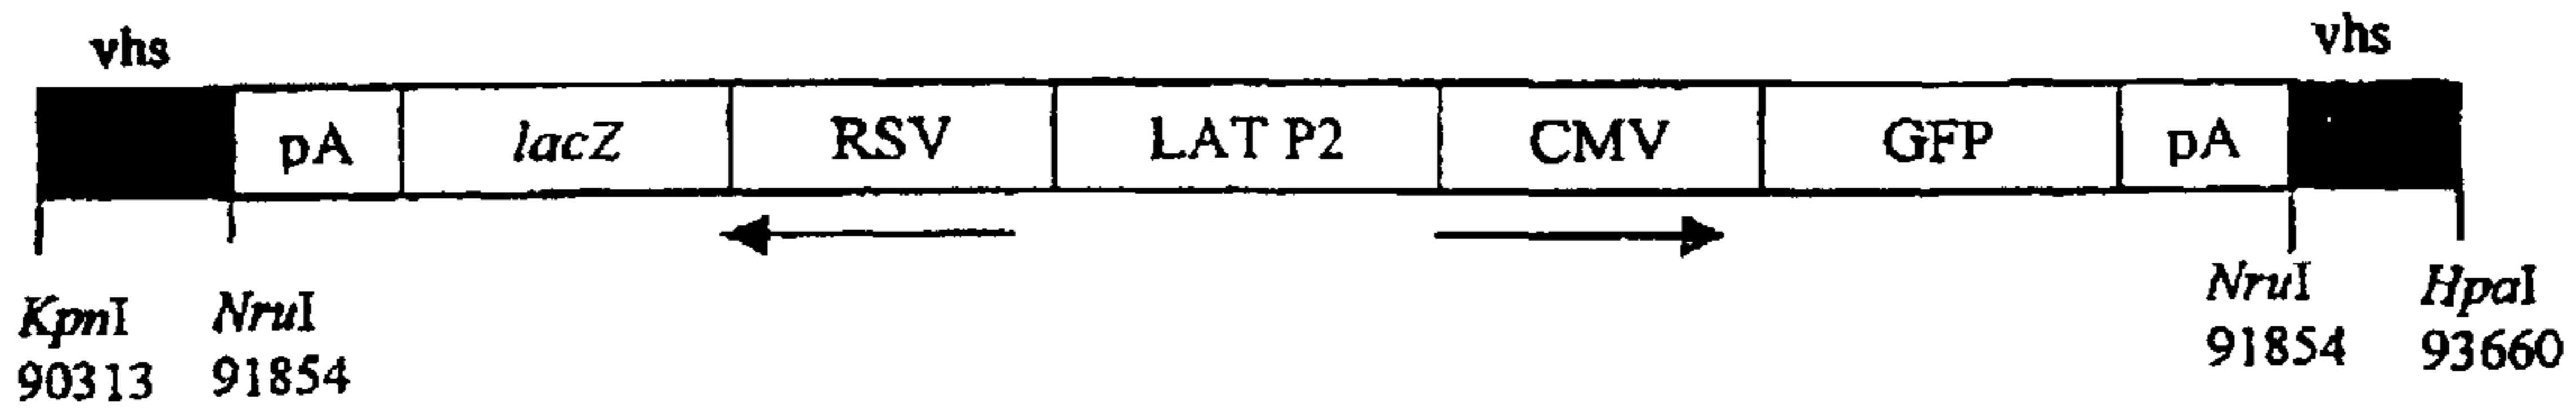 vhs vhs
pA lacZ RSV LAT P2 CMV GFP pA
KpnI NruI NruI HpaI
90313 91854 91854 93660